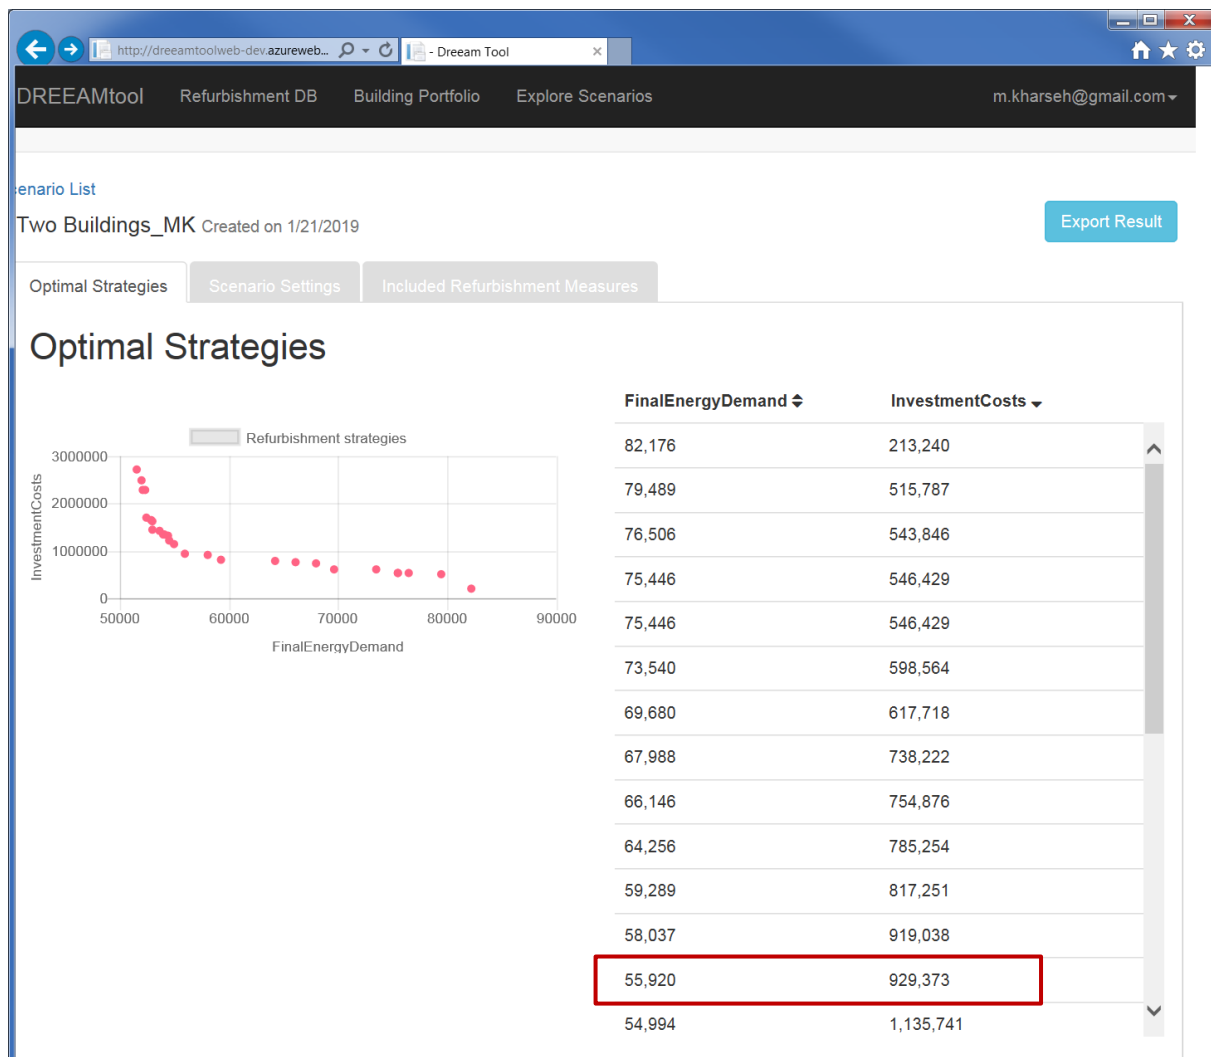 http://dreeamtoolweb-dev.azureweb... - Dreeam Tool
DREEAMtool Refurbishment DB Building Portfolio Explore Scenarios m.kharseh@gmail.com
enario List
Two Buildings_MK Created on 1/21/2019
Export Result
Optimal Strategies Scenario Settings Included Refurbishment Measures
Optimal Strategies
Refurbishment strategies
3000000
2000000
1000000
0
InvestmentCosts
50000 60000 70000 80000 90000
FinalEnergyDemand
FinalEnergyDemand InvestmentCosts
82,176 213,240
79,489 515,787
76,506 543,846
75,446 546,429
75,446 546,429
73,540 598,564
69,680 617,718
67,988 738,222
66,146 754,876
64,256 785,254
59,289 817,251
58,037 919,038
55,920 929,373
54,994 1,135,741